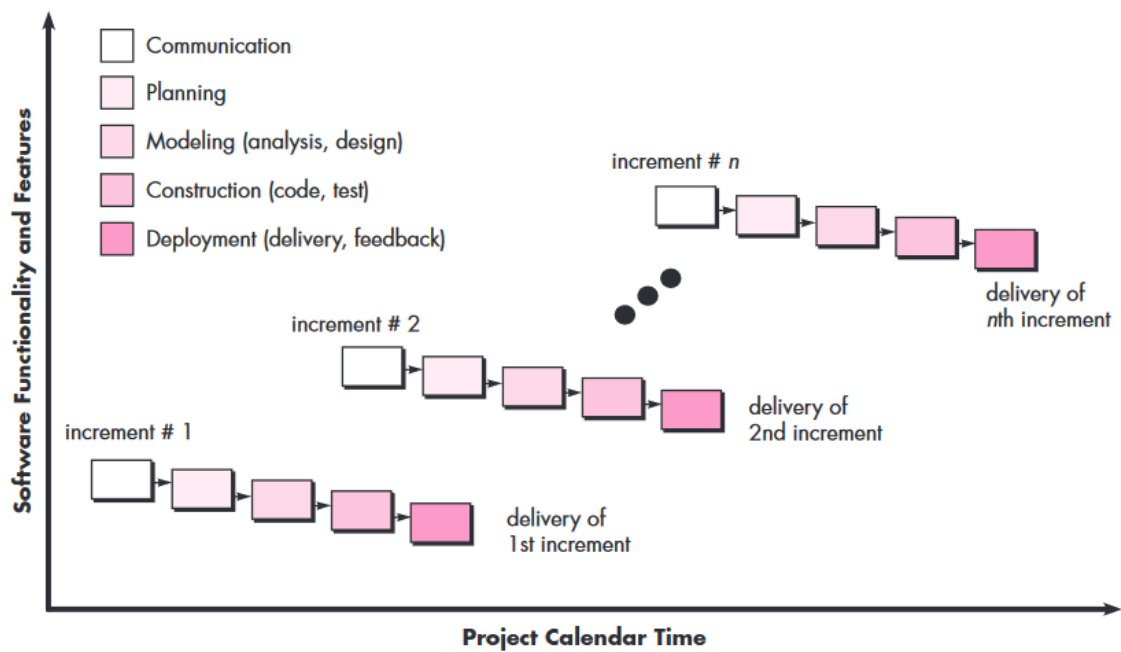 Software Functionality and Features
Communication
Planning
Modeling (analysis, design)
Construction (code, test)
Deployment (delivery, feedback)
increment # n
delivery of
nth increment
increment # 2
delivery of
2nd increment
increment # 1
delivery of
1st increment
Project Calendar Time